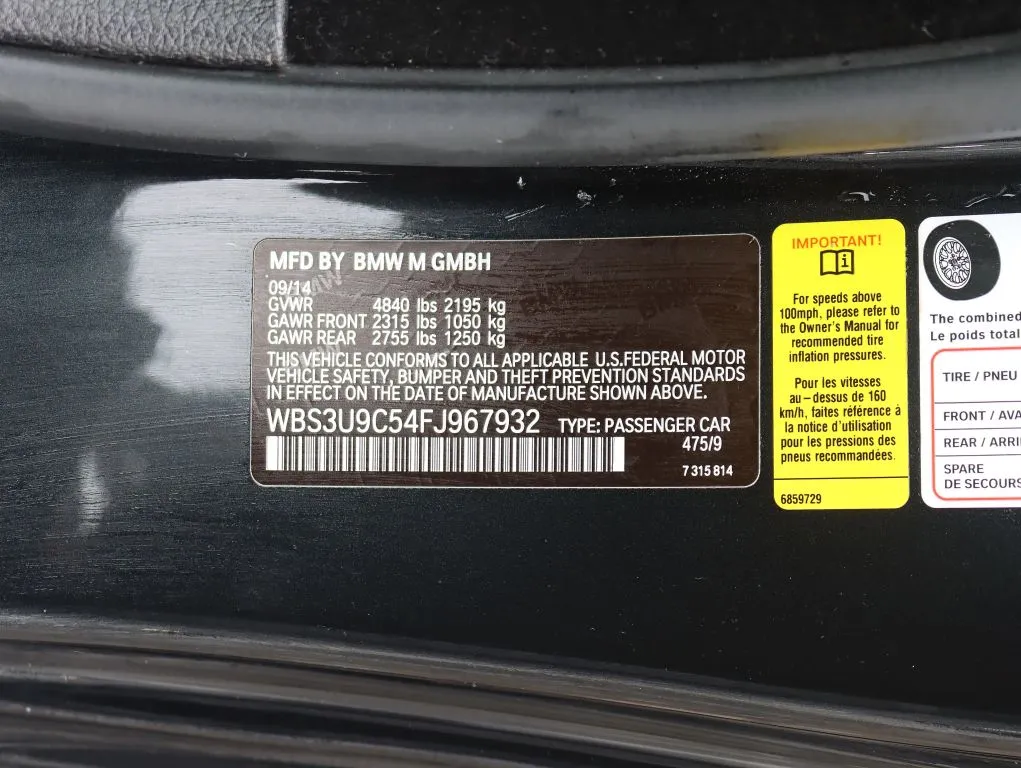 MFD BY BMW M GMBH
09/14
GVWR 4840 lbs 2195 kg
GAWR FRONT 2315 lbs 1050 kg
GAWR REAR 2755 lbs 1250 kg
THIS VEHICLE CONFORMS TO ALL APPLICABLE U.S.FEDERAL MOTOR
VEHICLE SAFETY, BUMPER AND THEFT PREVENTION STANDARDS
IN EFFECT ON THE DATE OF MANUFACTURE SHOWN ABOVE.
WBS3U9C54FJ967932 TYPE: PASSENGER CAR
475/9
7 315 814
IMPORTANT!
For speeds above
100mph, please refer to
the Owner's Manual for
recommended tire
inflation pressures.
Pour les vitesses
au-dessus de 160
km/h, faites référence à
la notice d'utilisation
pour les pressions des
pneus recommandées.
6859729
The combined
Le poids total
TIRE / PNEU
FRONT / AVA
REAR / ARRI
SPARE
DE SECOURS